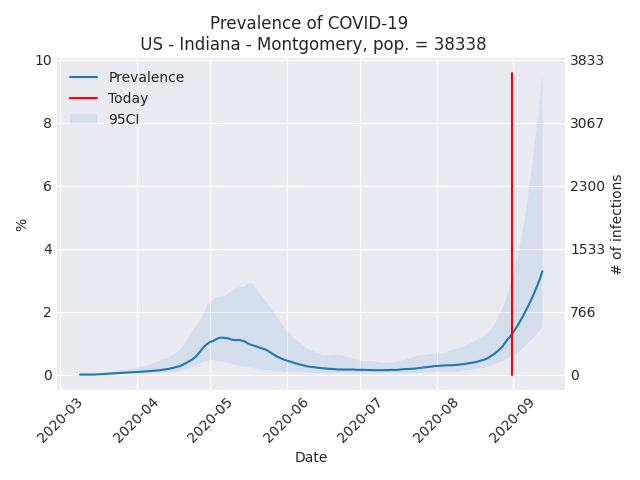 Prevalence of COVID-19
US - Indiana - Montgomery, pop. = 38338
Prevalence
Today
95CI
10
8
6
4
2
0
%
3833
3067
2300
1533
766
0
# of infections
2020-03
2020-04
2020-05
2020-06
2020-07
2020-08
2020-09
Date